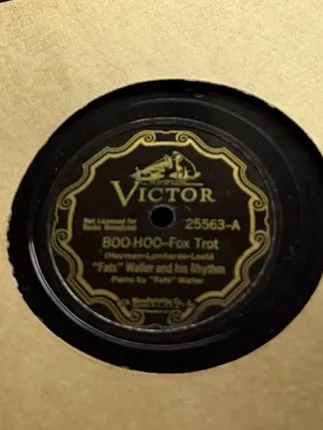 VICTOR
Not Licensed for
Radio Broadcast
25563-A
BOO-HOO-Fox Trot
(Heyman-Lombardo-Loeb)
"Fats" Waller and his Rhythm
Piano by "Fats" Waller